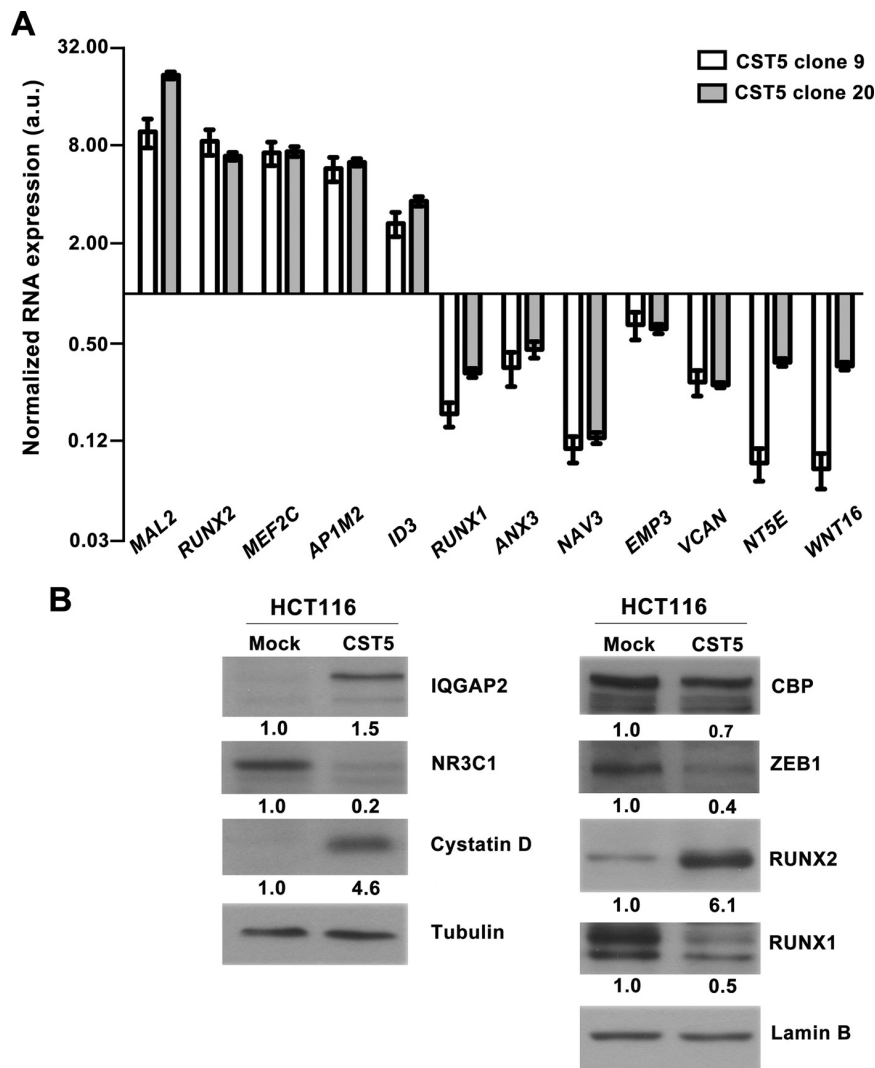 A
Normalized RNA expression (a.u.)
32.00
8.00
2.00
0.50
0.12
0.03
CST5 clone 9
CST5 clone 20
MAL2 RUNX2 MEF2C AP1M2 ID3 RUNX1 ANX3 NAV3 EMP3 VCAN NT5E WNT16
B
HCT116
Mock CST5
IQGAP2
1.0 1.5
NR3C1
1.0 0.2
Cystatin D
1.0 4.6
Tubulin
HCT116
Mock CST5
CBP
1.0 0.7
ZEB1
1.0 0.4
RUNX2
1.0 6.1
RUNX1
1.0 0.5
Lamin B